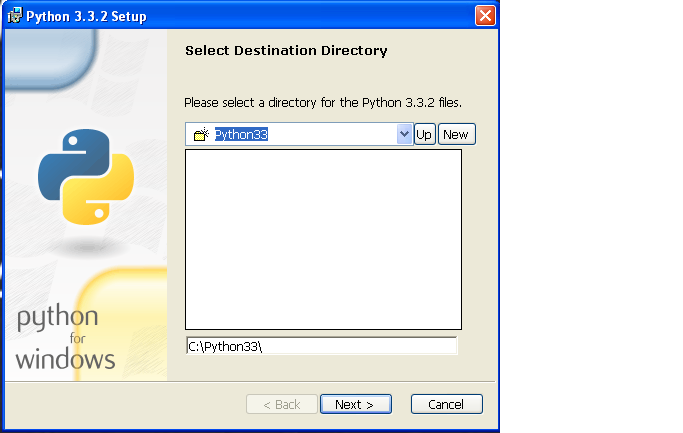 Python 3.3.2 Setup
Select Destination Directory
Please select a directory for the Python 3.3.2 files.
Python33
Up
New
C:\Python33\
python
for
windows
< Back
Next >
Cancel